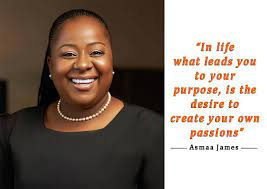 “In life
what leads you
to your
purpose, is the
desire to
create your own
passions”
Asmaa James